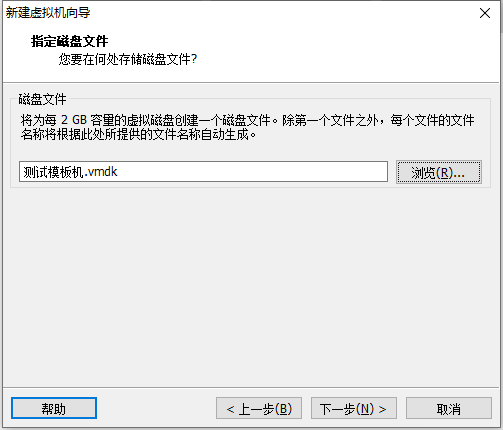 新建虚拟机向导
指定磁盘文件
您要在何处存储磁盘文件?
磁盘文件
将为每 2 GB 容量的虚拟磁盘创建一个磁盘文件。除第一个文件之外，每个文件的文件
名称将根据此处所提供的文件名称自动生成。
测试模板机.vmdk 浏览(R)...
帮助 < 上一步(B) 下一步(N) > 取消